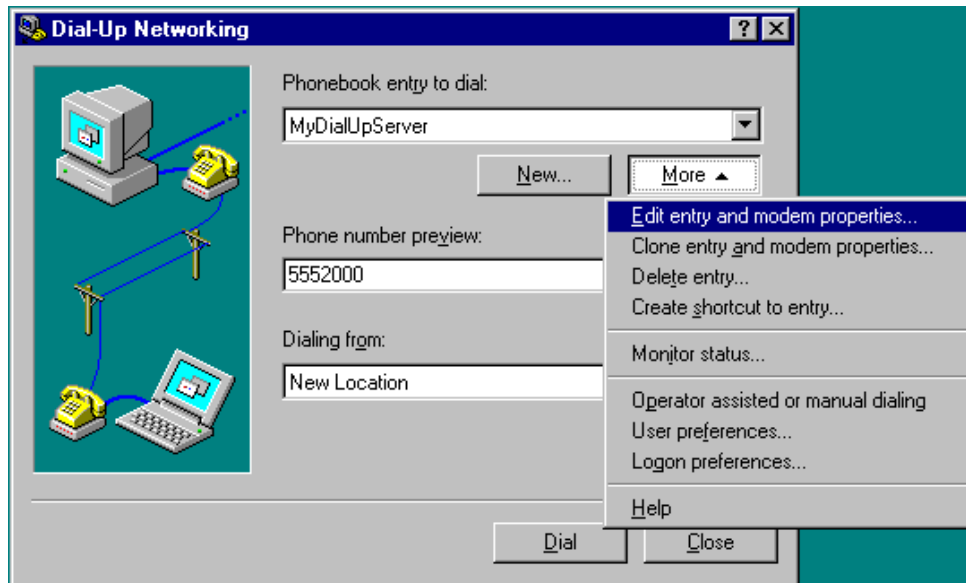 Dial-Up Networking
Phonebook entry to dial:
MyDialUpServer
New...
More
Edit entry and modem properties...
Clone entry and modem properties...
Delete entry...
Create shortcut to entry...
Monitor status...
Operator assisted or manual dialing
User preferences...
Logon preferences...
Help
Phone number preview:
5552000
Dialing from:
New Location
Dial
Close